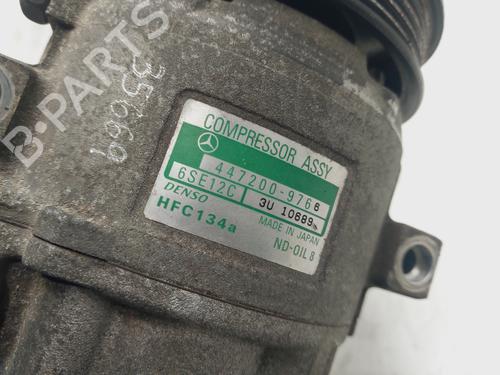 COMPRESSOR ASSY
447200-9766
6SE12C
3U 10689
DENSO
MADE IN JAPAN
HFC134a
ND-OIL 8
B-PARTS